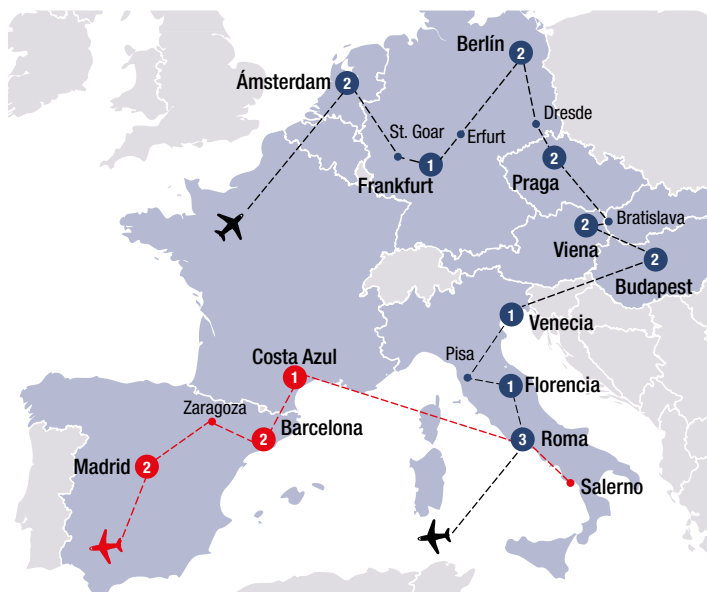 Berlín
2
Ámsterdam
2
Dresde
St. Goar
Erfurt
1
Frankfurt
2
Praga
Bratislava
2
Viena
2
Budapest
1
Venecia
Pisa
Costa Azul
1
1
Florencia
Zaragoza
2
Barcelona
3
Roma
Madrid
2
Salerno